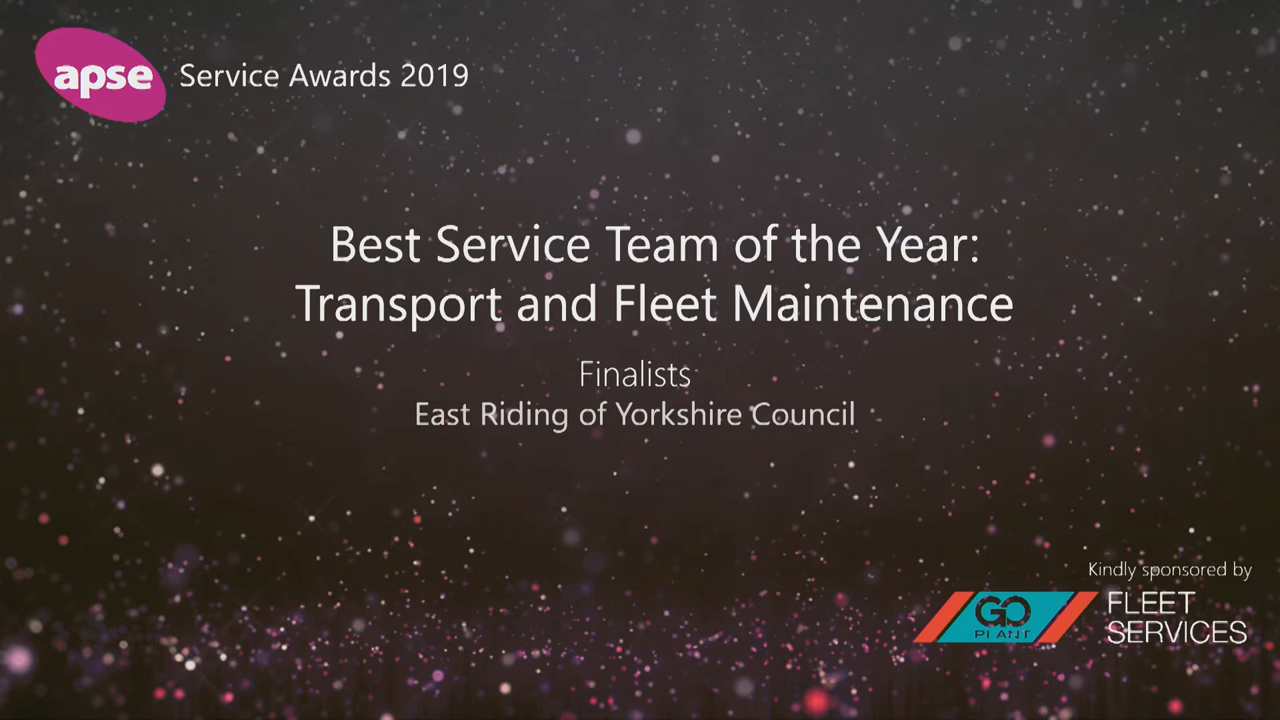 apse
Service Awards 2019
Best Service Team of the Year:
Transport and Fleet Maintenance
Finalists
East Riding of Yorkshire Council
Kindly sponsored by
GO
PLANT
FLEET
SERVICES